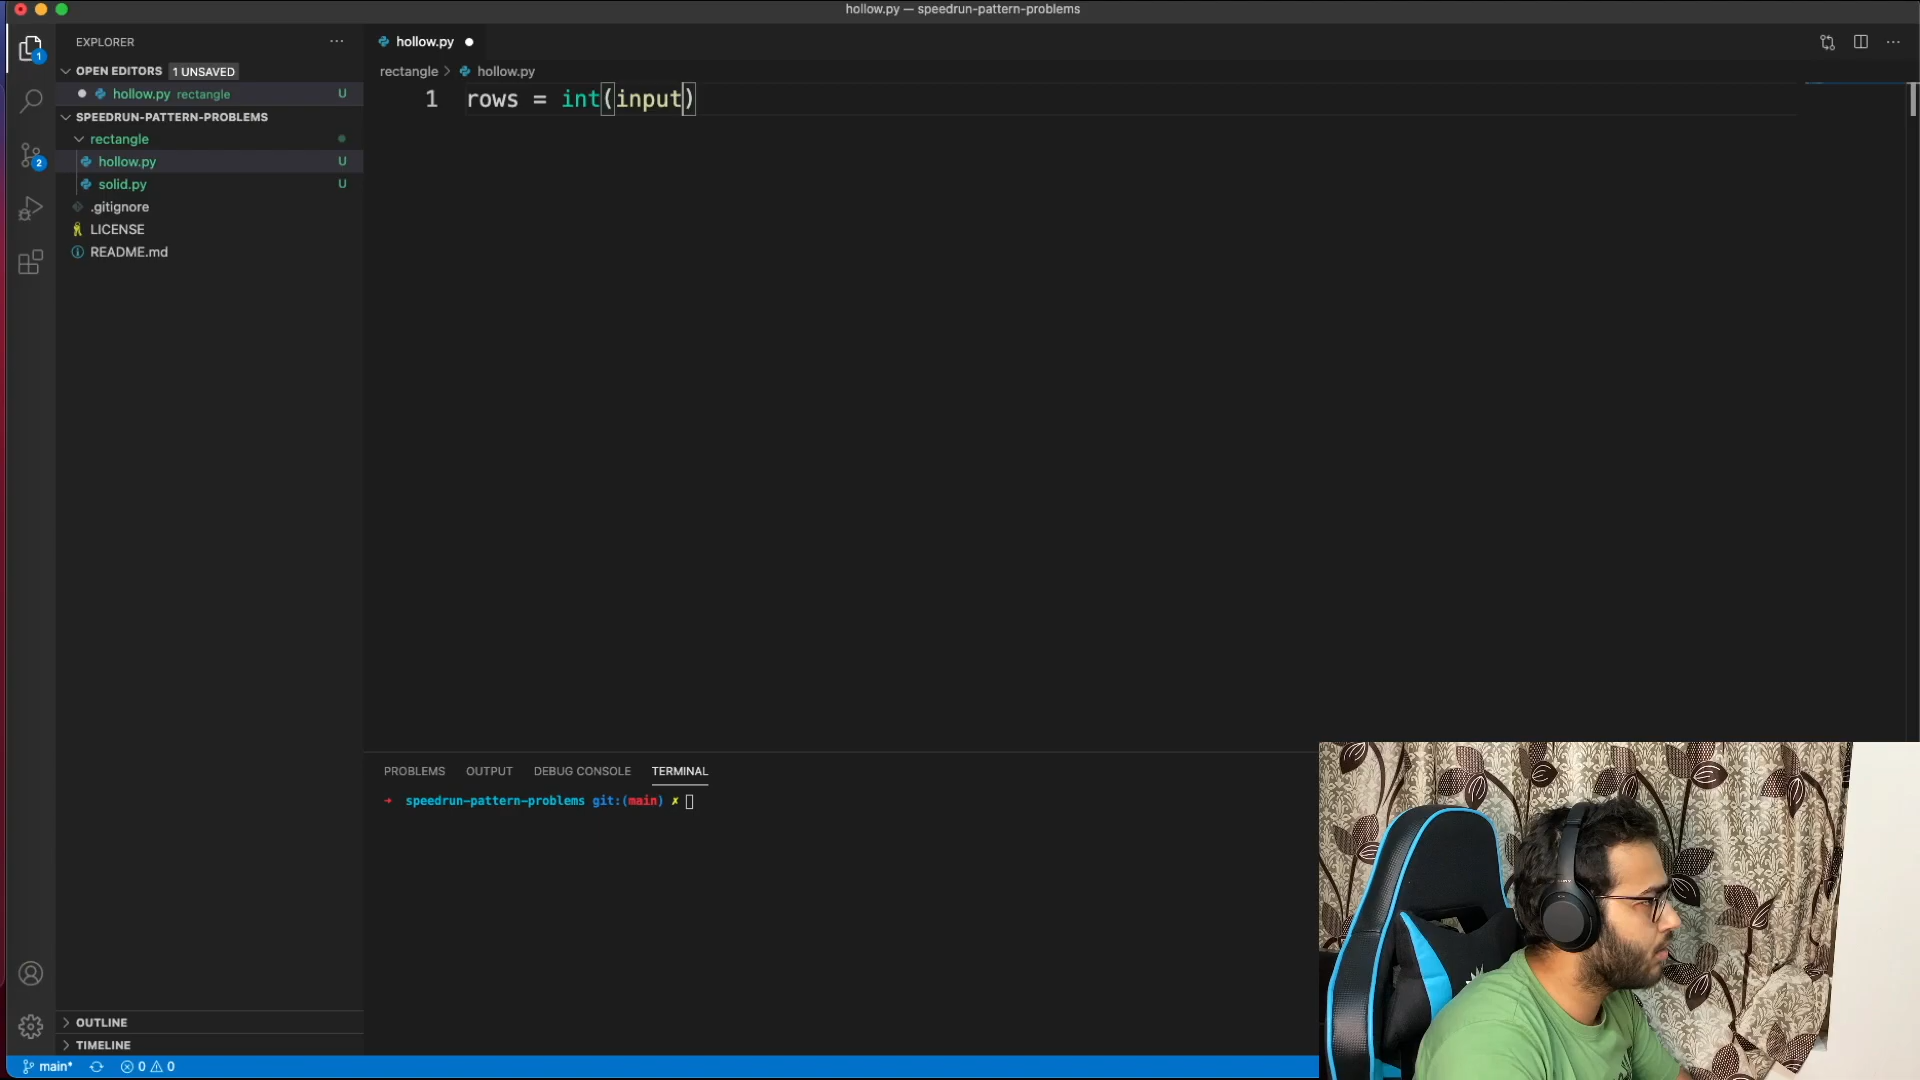 hollow.py — speedrun-pattern-problems
EXPLORER
hollow.py
OPEN EDITORS 1 UNSAVED
hollow.py rectangle U
SPEEDRUN-PATTERN-PROBLEMS
rectangle
hollow.py U
solid.py U
.gitignore
LICENSE
README.md
rectangle > hollow.py
1 rows = int(input)
PROBLEMS OUTPUT DEBUG CONSOLE TERMINAL
→ speedrun-pattern-problems git:(main) ✗
OUTLINE
TIMELINE
1
2
main* 0 0